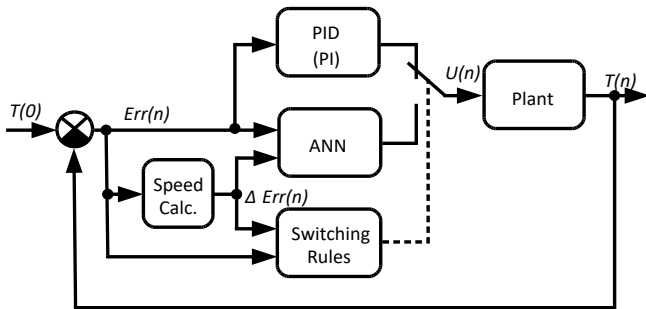 PID
(PI)
U(n)
T(n)
T(0)
Err(n)
Plant
ANN
Speed
Calc.
Δ Err(n)
Switching
Rules